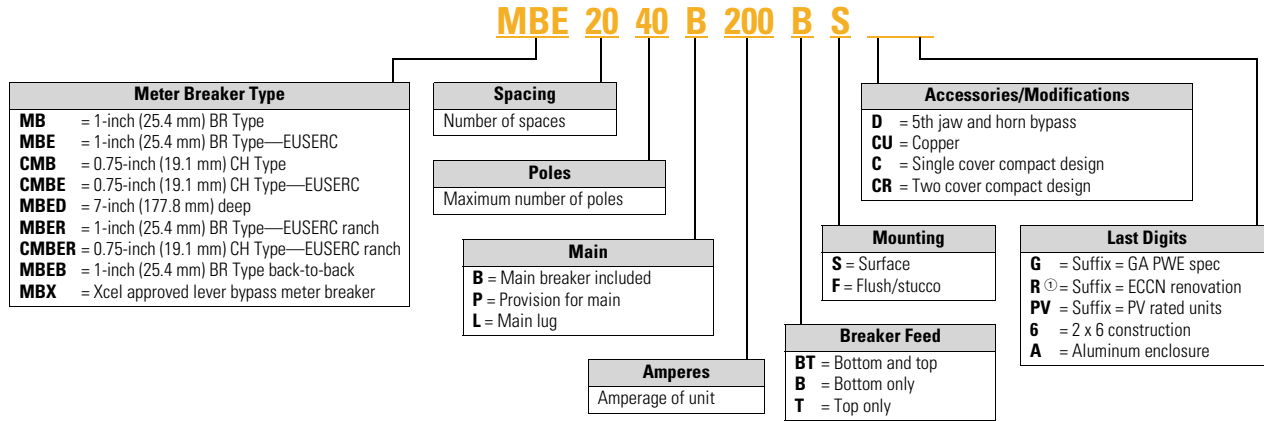 MBE 20 40 B 200 B S
Meter Breaker Type
MB = 1-inch (25.4 mm) BR Type
MBE = 1-inch (25.4 mm) BR Type—EUSERC
CMB = 0.75-inch (19.1 mm) CH Type
CMBE = 0.75-inch (19.1 mm) CH Type—EUSERC
MBED = 7-inch (177.8 mm) deep
MBER = 1-inch (25.4 mm) BR Type—EUSERC ranch
CMBER = 0.75-inch (19.1 mm) CH Type—EUSERC ranch
MBEB = 1-inch (25.4 mm) BR Type back-to-back
MBX = Xcel approved lever bypass meter breaker
Spacing
Number of spaces
Poles
Maximum number of poles
Main
B = Main breaker included
P = Provision for main
L = Main lug
Amperes
Amperage of unit
Breaker Feed
BT = Bottom and top
B = Bottom only
T = Top only
Mounting
S = Surface
F = Flush/stucco
Accessories/Modifications
D = 5th jaw and horn bypass
CU = Copper
C = Single cover compact design
CR = Two cover compact design
Last Digits
G = Suffix = GA PWE spec
R ① = Suffix = ECCN renovation
PV = Suffix = PV rated units
6 = 2 x 6 construction
A = Aluminum enclosure